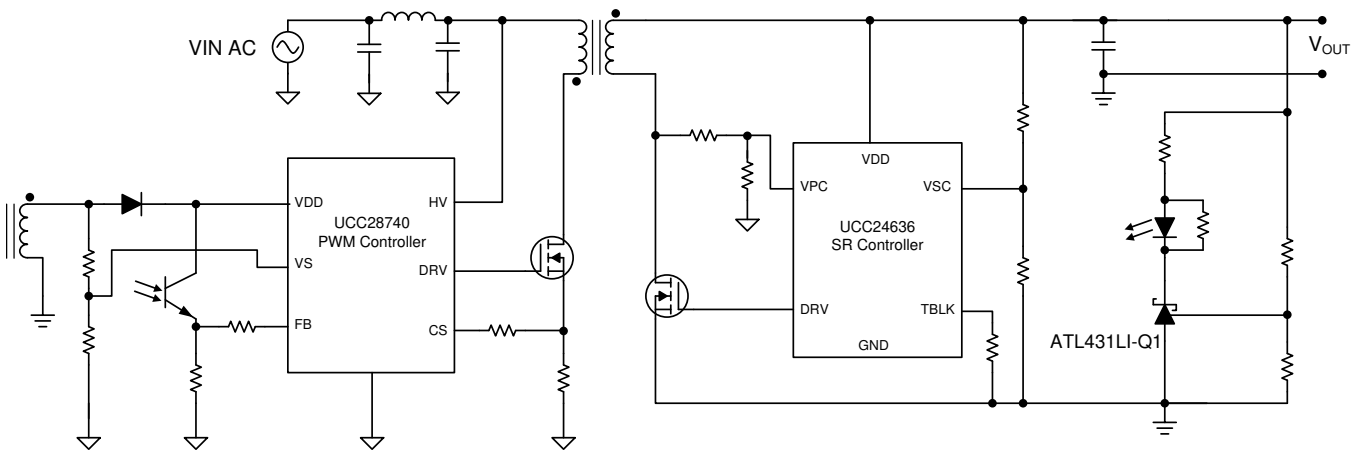 VIN AC
VOUT
VDD
HV
UCC28740
PWM Controller
VS
DRV
FB
CS
VDD
VPC
VSC
UCC24636
SR Controller
DRV
TBLK
GND
ATL431LI-Q1